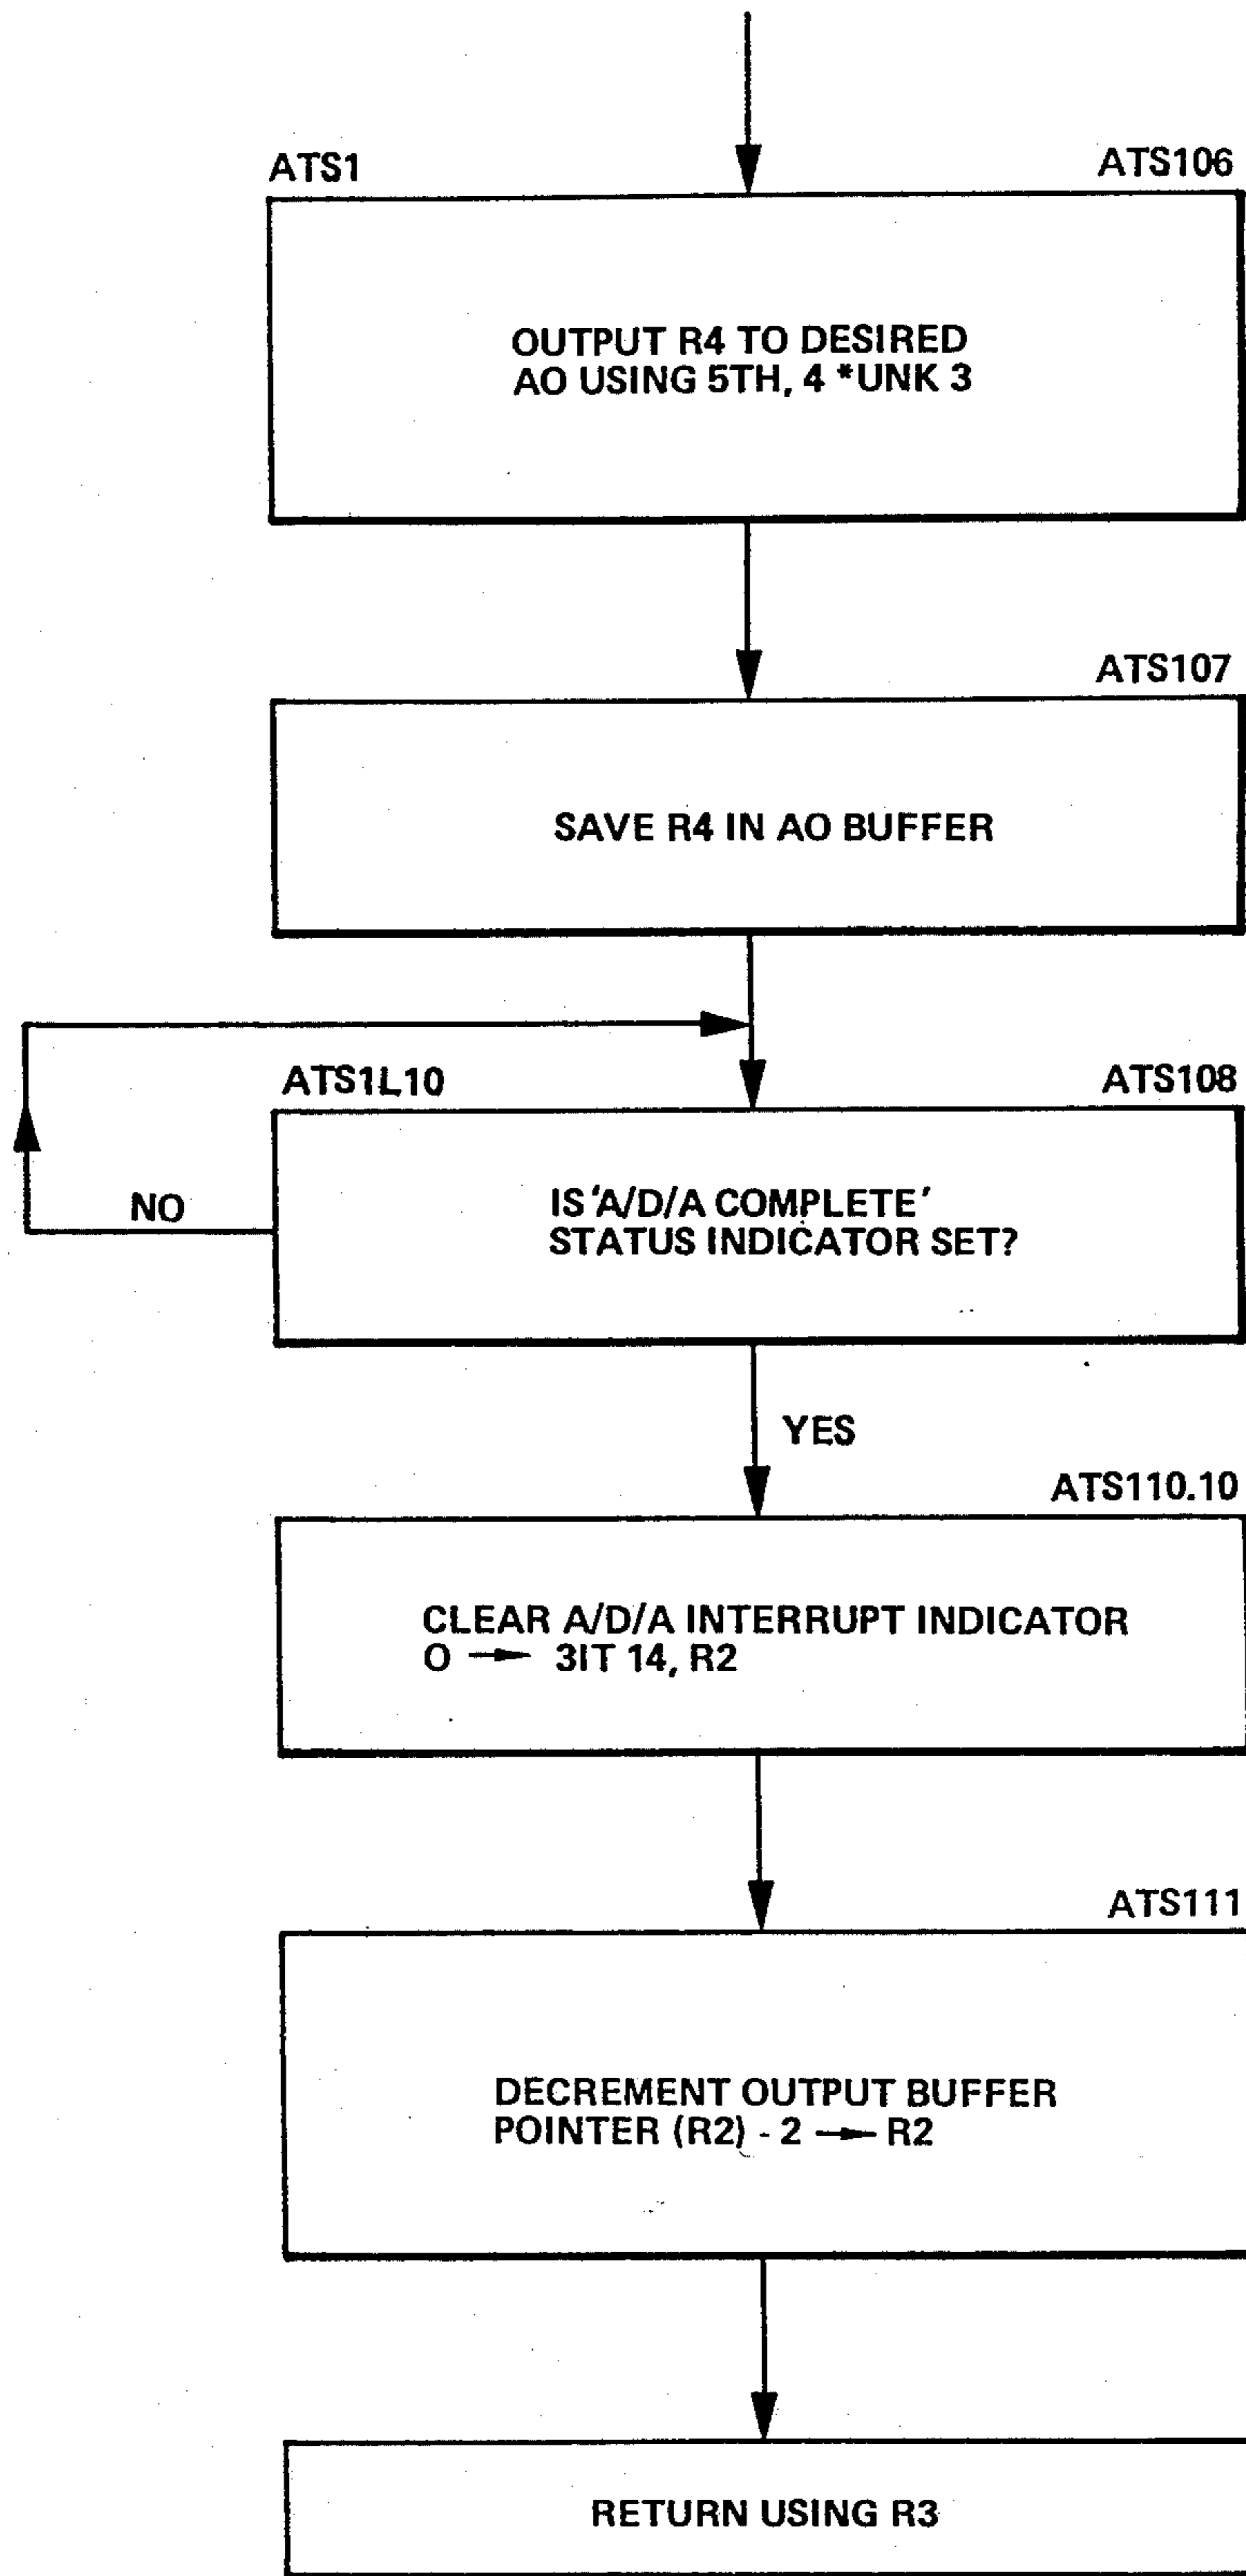 ATS1 ATS106
OUTPUT R4 TO DESIRED
AO USING 5TH, 4 *UNK 3
ATS107
SAVE R4 IN AO BUFFER
ATS1L10 ATS108
NO
IS 'A/D/A COMPLETE'
STATUS INDICATOR SET?
YES
ATS110.10
CLEAR A/D/A INTERRUPT INDICATOR
O → 3IT 14, R2
ATS111
DECREMENT OUTPUT BUFFER
POINTER (R2) - 2 → R2
RETURN USING R3